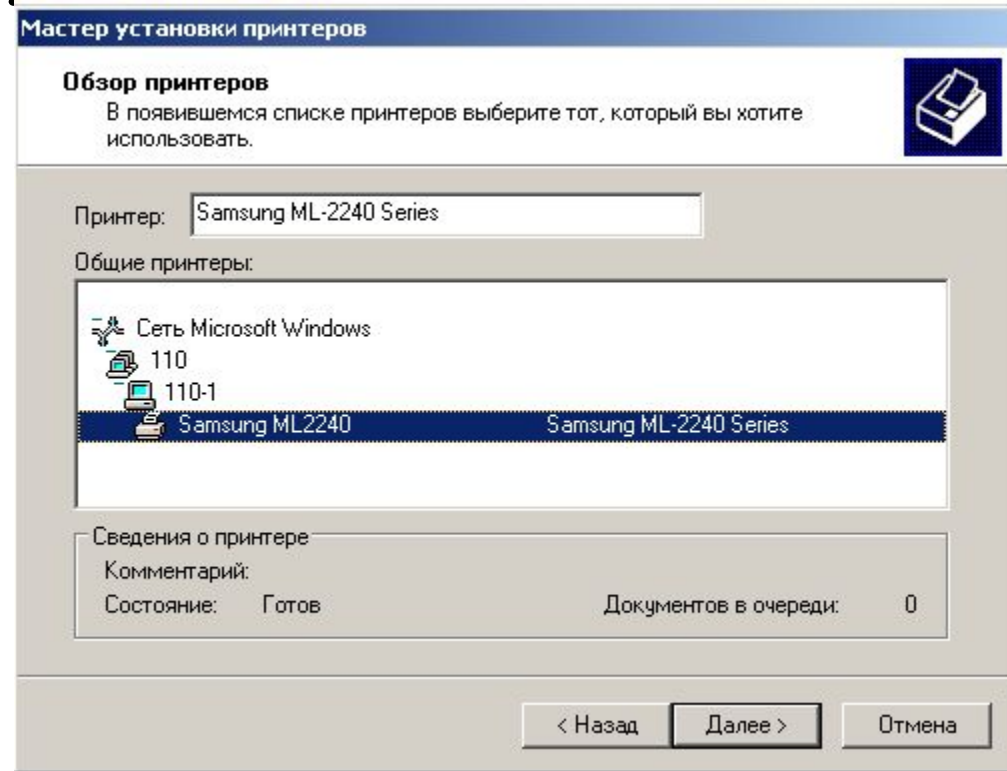 Мастер установки принтеров
Обзор принтеров
В появившемся списке принтеров выберите тот, который вы хотите
использовать.
Принтер: Samsung ML-2240 Series
Общие принтеры:
Сеть Microsoft Windows
110
110-1
Samsung ML2240 Samsung ML-2240 Series
Сведения о принтере
Комментарий:
Состояние: Готов Документов в очереди: 0
< Назад Далее > Отмена